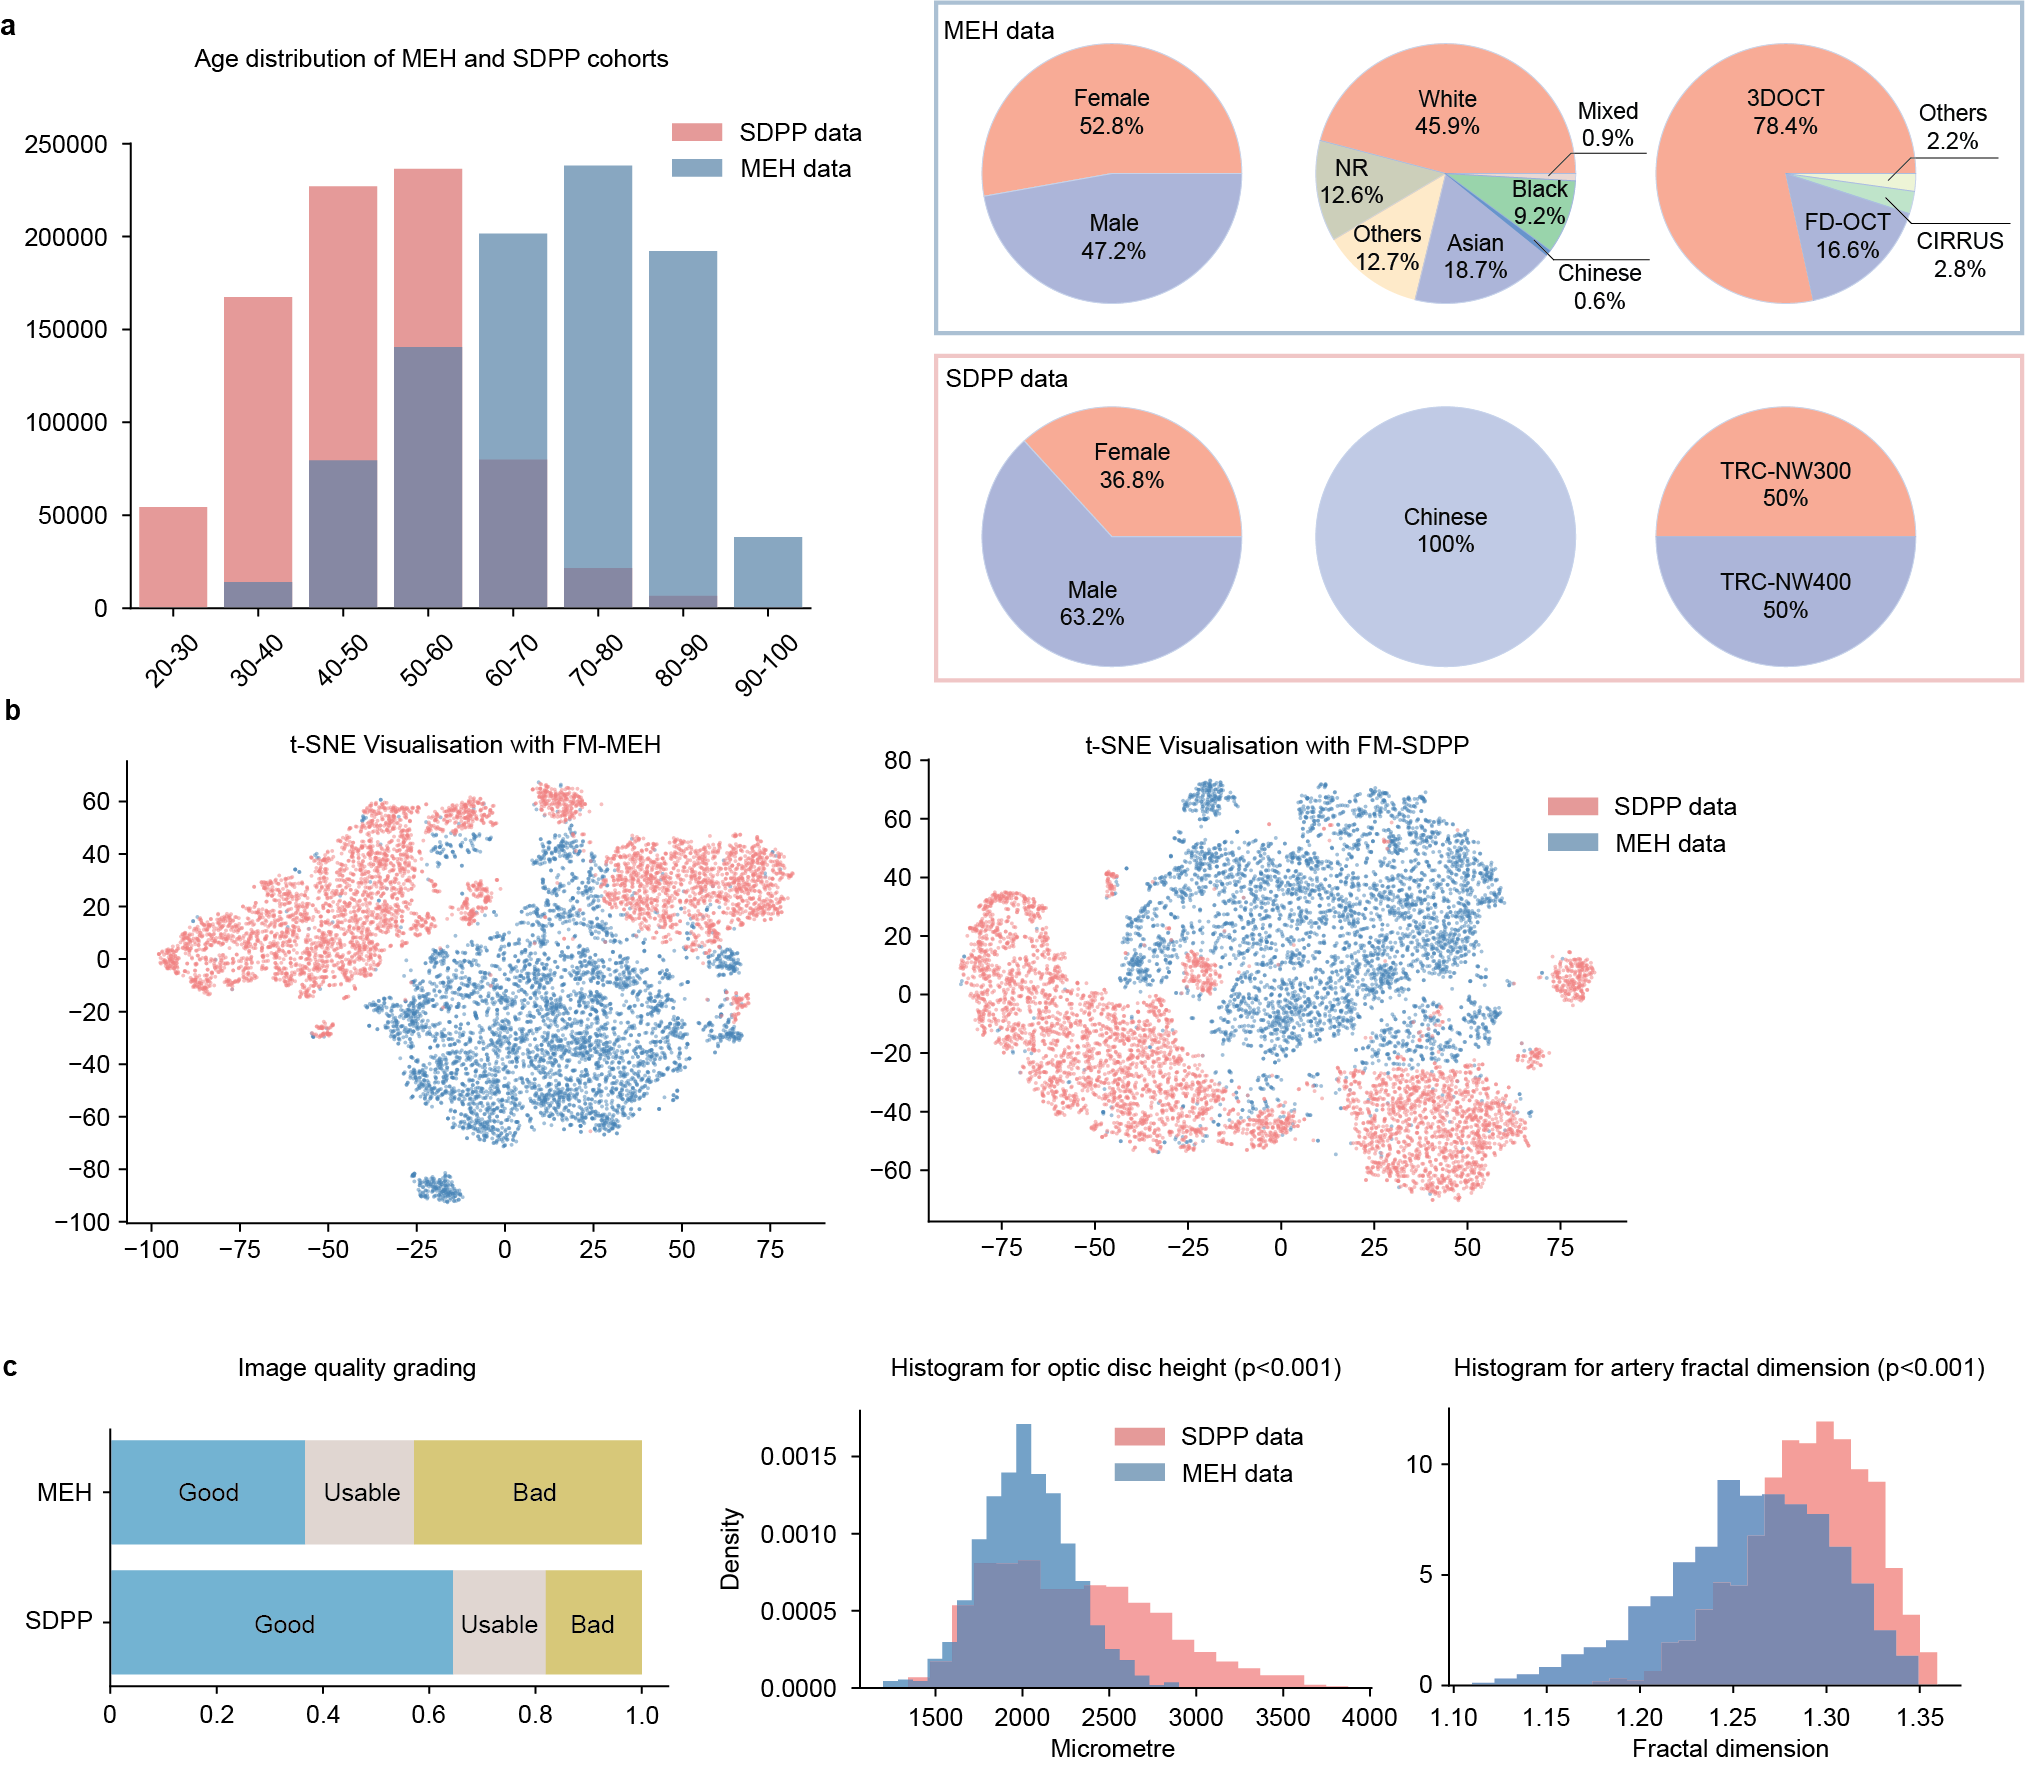 a
Age distribution of MEH and SDPP cohorts
SDPP data
MEH data
250000
200000
150000
100000
50000
0
20-30
30-40
40-50
50-60
60-70
70-80
80-90
90-100
MEH data
Female
52.8%
Male
47.2%
White
45.9%
Mixed
0.9%
NR
12.6%
Black
9.2%
Others
12.7%
Asian
18.7%
Chinese
0.6%
3DOCT
78.4%
Others
2.2%
FD-OCT
16.6%
CIRRUS
2.8%
SDPP data
Female
36.8%
Male
63.2%
Chinese
100%
TRC-NW300
50%
TRC-NW400
50%
b
t-SNE Visualisation with FM-MEH
60
40
20
0
−20
−40
−60
−80
−100
−100 −75 −50 −25 0 25 50 75
t-SNE Visualisation with FM-SDPP
SDPP data
MEH data
80
60
40
20
0
−20
−40
−60
−75 −50 −25 0 25 50 75
c
Image quality grading
MEH
Good Usable Bad
SDPP
Good Usable Bad
0 0.2 0.4 0.6 0.8 1.0
Histogram for optic disc height (p<0.001)
SDPP data
MEH data
Density
0.0015
0.0010
0.0005
0.0000
1500 2000 2500 3000 3500 4000
Micrometre
Histogram for artery fractal dimension (p<0.001)
10
5
0
1.10 1.15 1.20 1.25 1.30 1.35
Fractal dimension